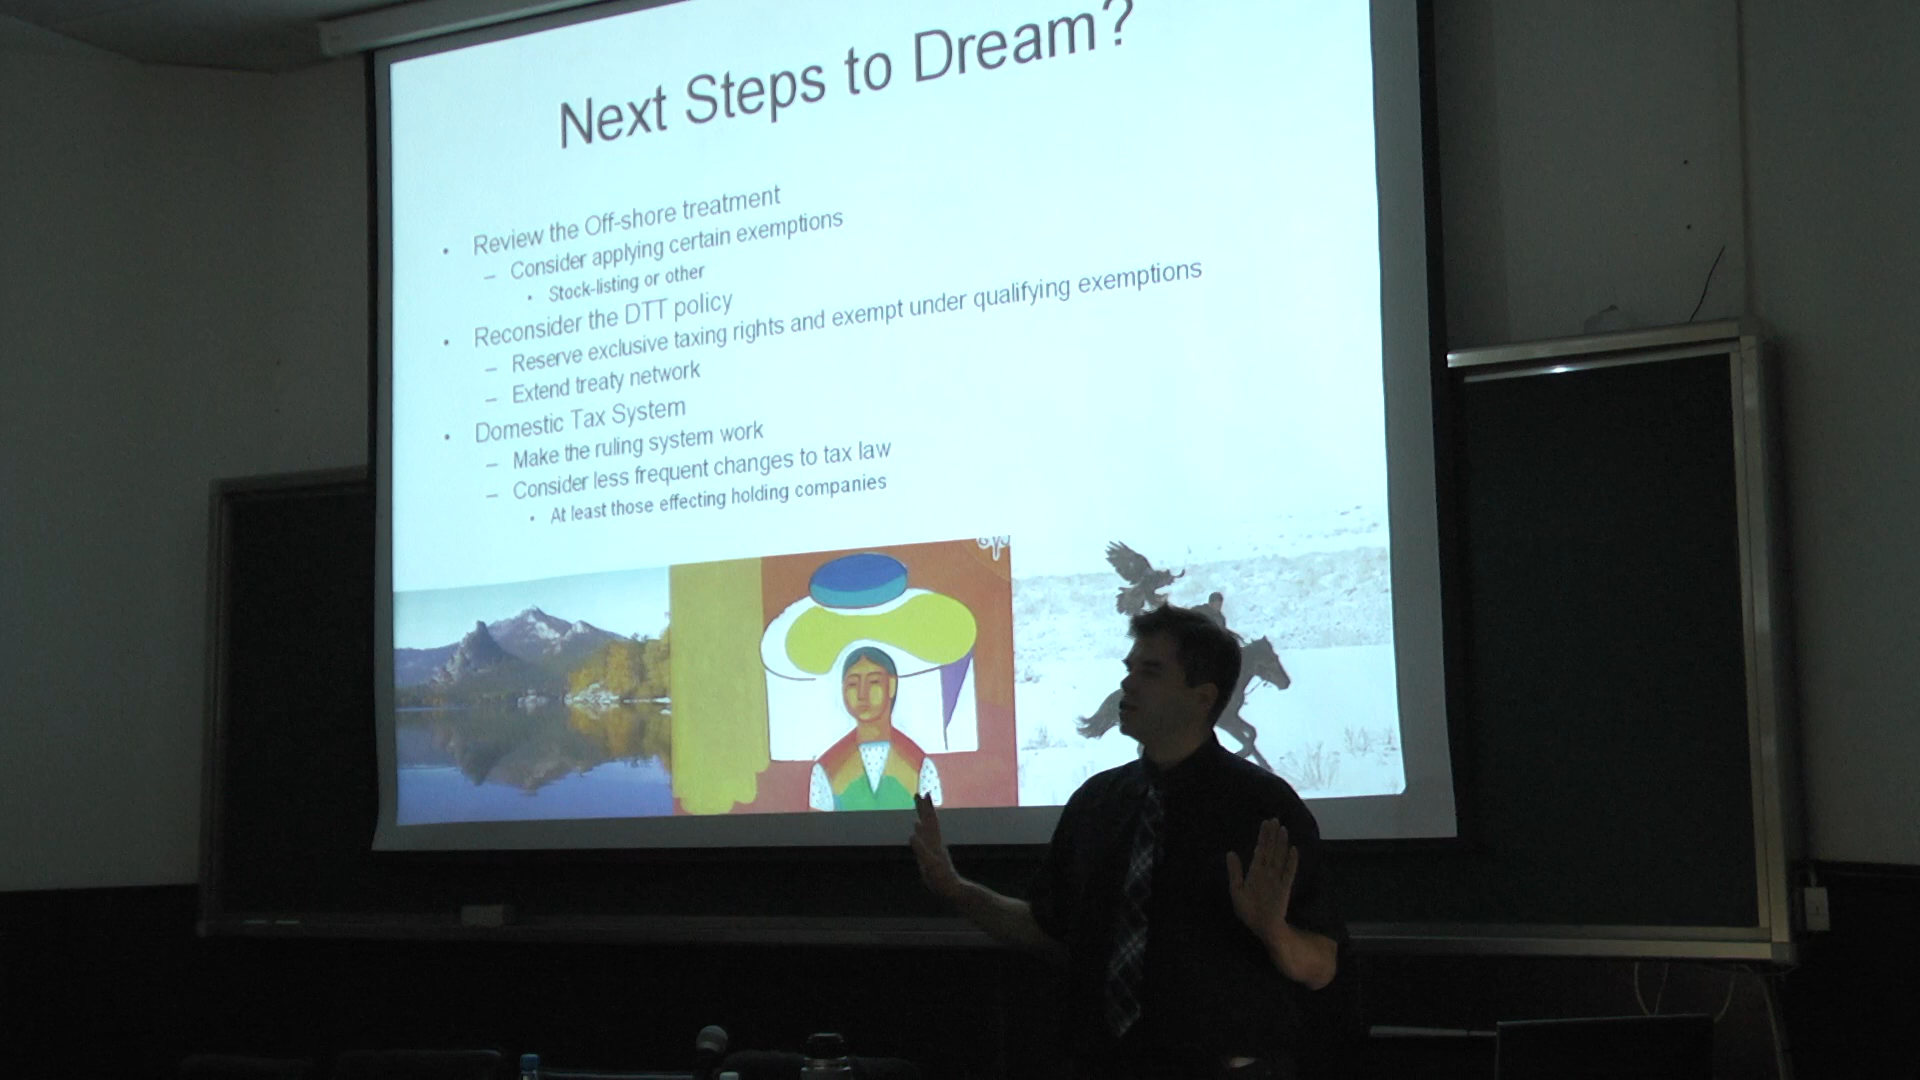 Next Steps to Dream?
• Review the Off-shore treatment
– Consider applying certain exemptions
• Stock-listing or other
• Reconsider the DTT policy
– Reserve exclusive taxing rights and exempt under qualifying exemptions
– Extend treaty network
• Domestic Tax System
– Make the ruling system work
– Consider less frequent changes to tax law
• At least those effecting holding companies